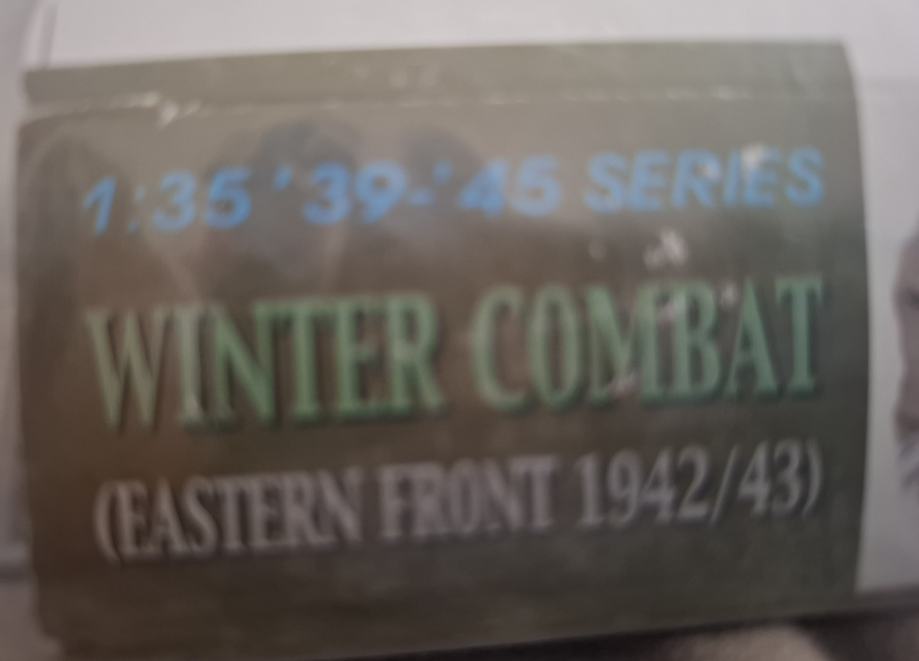 1:35 '39-'45 SERIES
WINTER COMBAT
(EASTERN FRONT 1942/43)